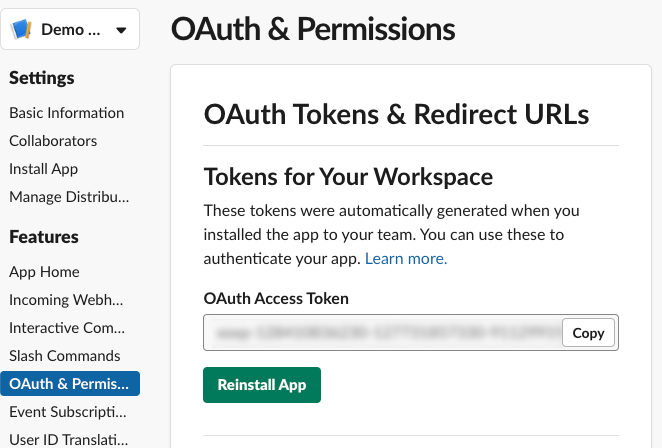 Demo ...
Settings
Basic Information
Collaborators
Install App
Manage Distribu...
Features
App Home
Incoming Webh...
Interactive Com...
Slash Commands
OAuth & Permis...
Event Subscripti...
User ID Translati...
OAuth & Permissions
OAuth Tokens & Redirect URLs
Tokens for Your Workspace
These tokens were automatically generated when you
installed the app to your team. You can use these to
authenticate your app. Learn more.
OAuth Access Token
Copy
Reinstall App